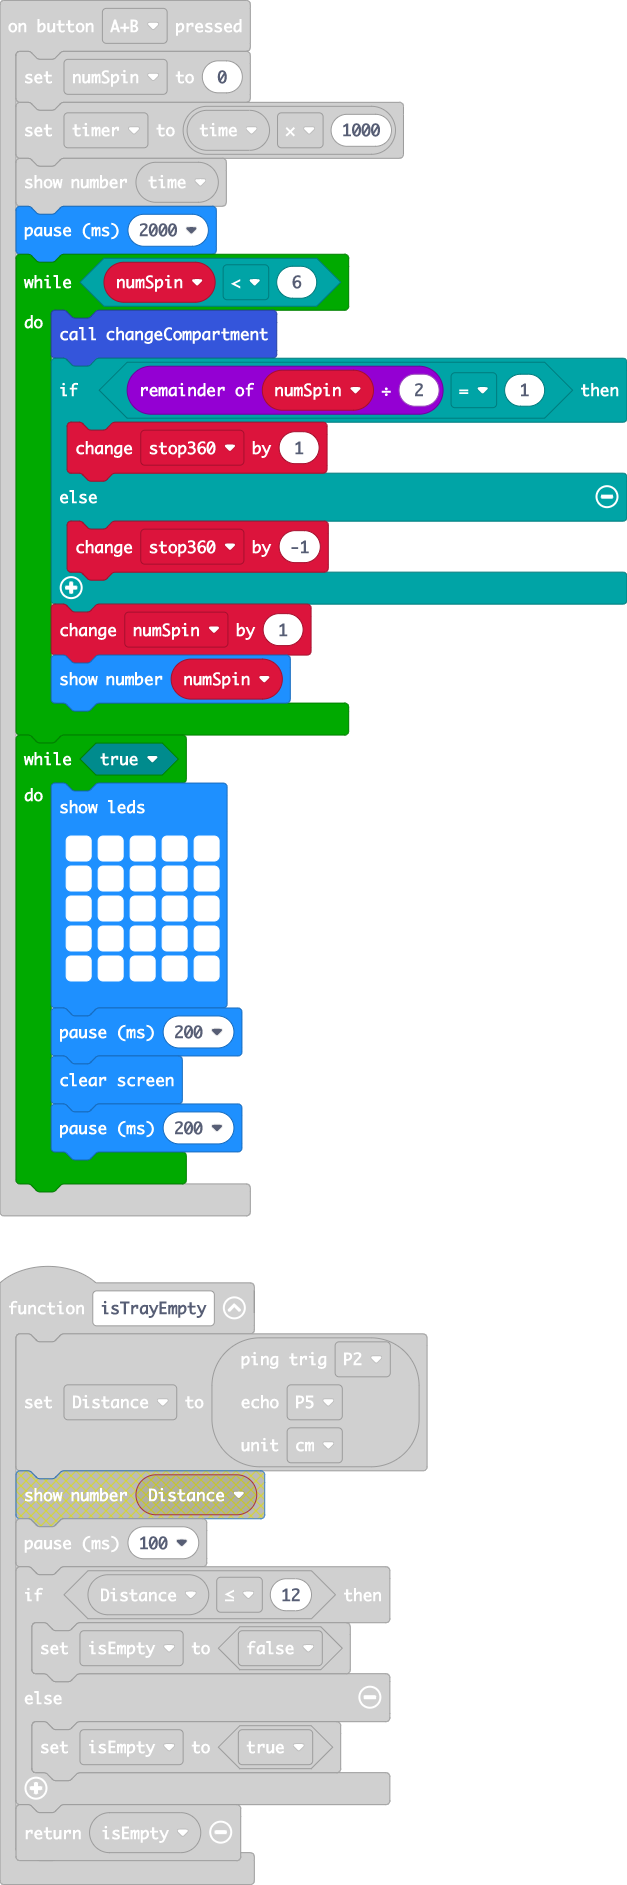 on button A+B pressed
set numSpin to 0
set timer to time × 1000
show number time
pause (ms) 2000
while numSpin < 6
do
call changeCompartment
if remainder of numSpin ÷ 2 = 1 then
change stop360 by 1
else
change stop360 by -1
change numSpin by 1
show number numSpin
while true
do
show leds
pause (ms) 200
clear screen
pause (ms) 200
function isTrayEmpty
ping trig P2
set Distance to echo P5
unit cm
show number Distance
pause (ms) 100
if Distance ≤ 12 then
set isEmpty to false
else
set isEmpty to true
return isEmpty